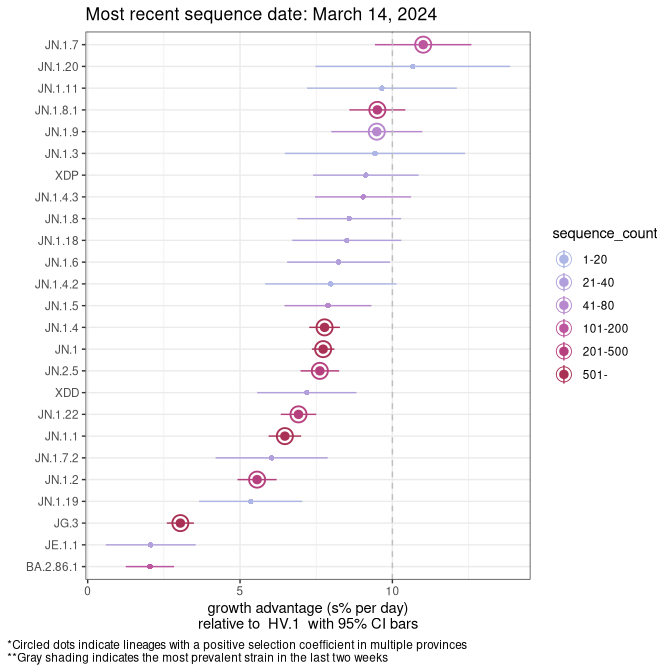 Most recent sequence date: March 14, 2024
JN.1.7
JN.1.20
JN.1.11
JN.1.8.1
JN.1.9
JN.1.3
XDP
JN.1.4.3
JN.1.8
JN.1.18
JN.1.6
JN.1.4.2
JN.1.5
JN.1.4
JN.1
JN.2.5
XDD
JN.1.22
JN.1.1
JN.1.7.2
JN.1.2
JN.1.19
JG.3
JE.1.1
BA.2.86.1
0 5 10
growth advantage (s% per day)
relative to HV.1 with 95% CI bars
sequence_count
1-20
21-40
41-80
101-200
201-500
501-
*Circled dots indicate lineages with a positive selection coefficient in multiple provinces
**Gray shading indicates the most prevalent strain in the last two weeks